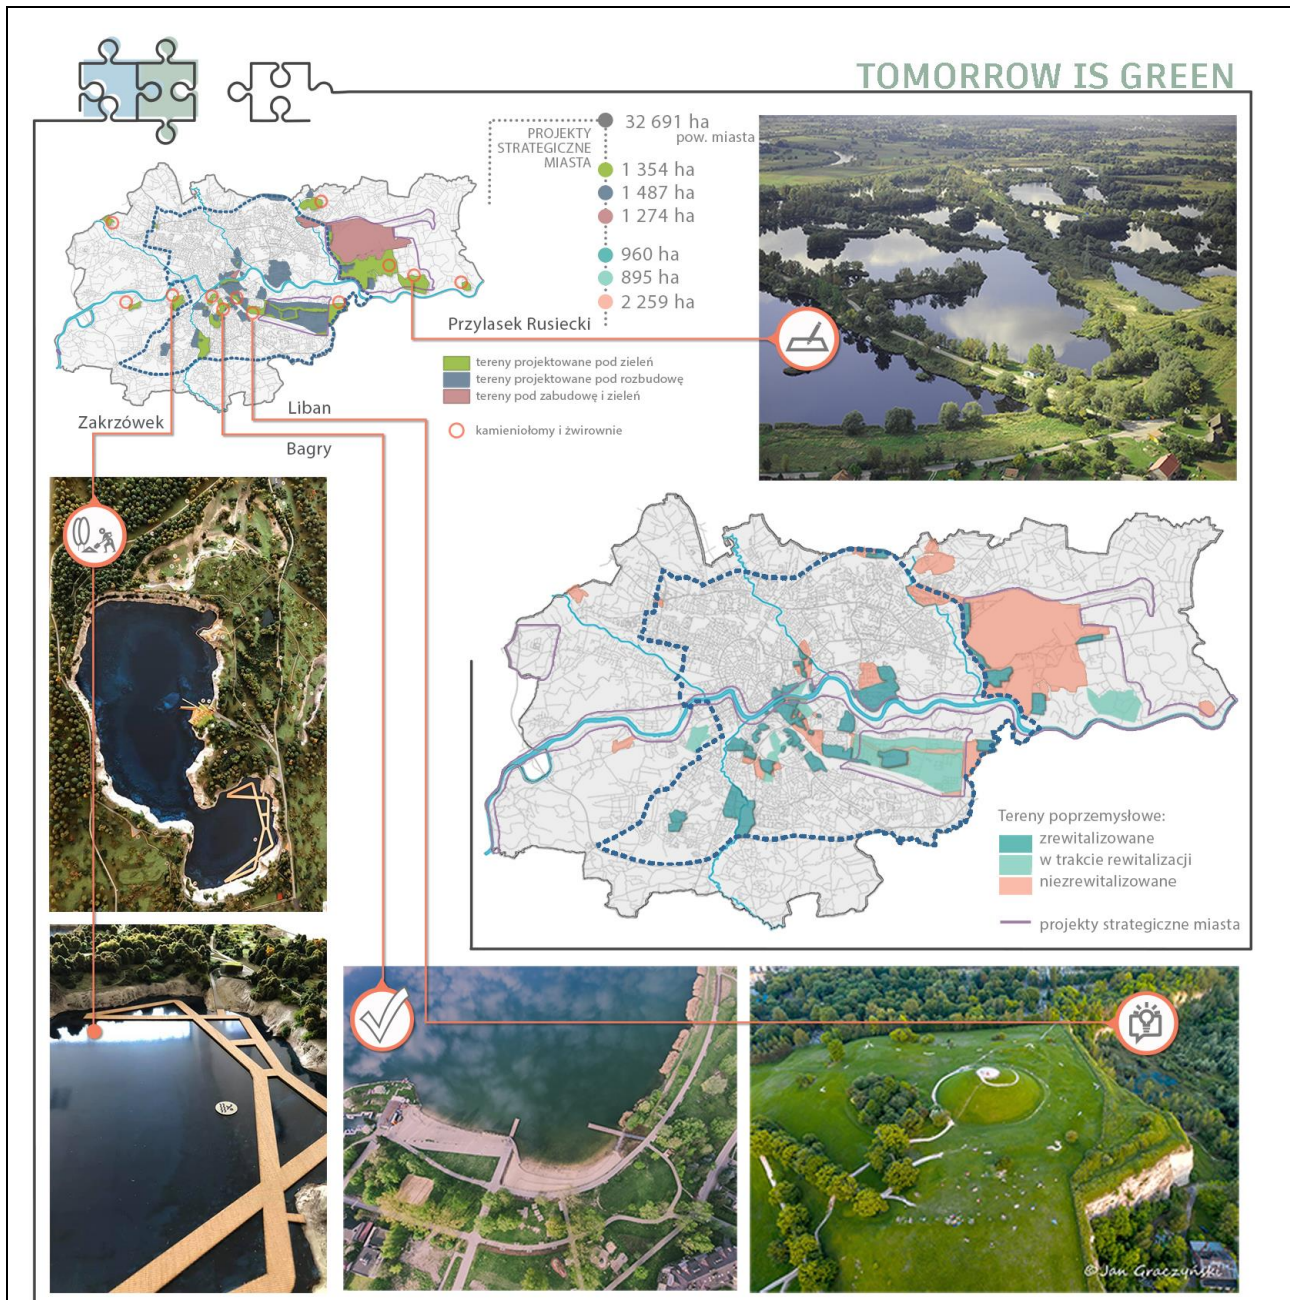 TOMORROW IS GREEN
PROJEKTY
STRATEGICZNE
MIASTA
32 691 ha
pow. miasta
1 354 ha
1 487 ha
1 274 ha
960 ha
895 ha
2 259 ha
Przylasek Rusiecki
tereny projektowane pod zieleń
tereny projektowane pod rozbudowę
tereny pod zabudowę i zieleń
kamieniołomy i żwirownie
Zakrzówek
Liban
Bagry
Tereny poprzemysłowe:
zrewitalizowane
w trakcie rewitalizacji
niezrewitalizowane
projekty strategiczne miasta
© Jan Graczyński